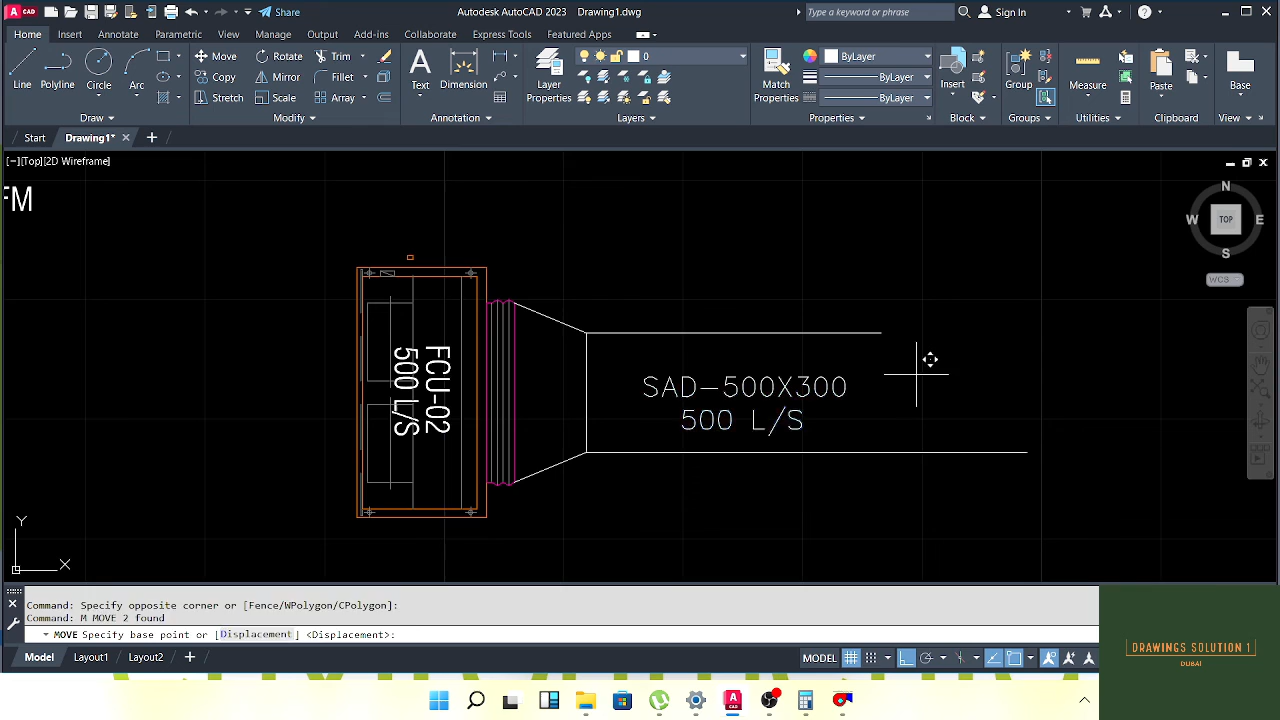 Share
Autodesk AutoCAD 2023 Drawing1.dwg
Type a keyword or phrase
Sign In
CAD
Home Insert Annotate Parametric View Manage Output Add-ins Collaborate Express Tools Featured Apps
Line Polyline Circle Arc
Move Rotate Trim
Copy Mirror Fillet
Stretch Scale Array
Text Dimension
Layer Properties
0
Match Properties
ByLayer
ByLayer
ByLayer
Insert
Group
Measure
Paste
Base
Draw Modify Annotation Layers Properties Block Groups Utilities Clipboard View
Start Drawing1*
[−][Top][2D Wireframe]
FM
N
W TOP E
S
WCS
FCU-02
500 L/S
SAD-500X300
500 L/S
Y
X
Command: Specify opposite corner or [Fence/WPolygon/CPolygon]:
Command: M MOVE 2 found
MOVE Specify base point or [Displacement] <Displacement>:
Model Layout1 Layout2
MODEL
DRAWINGS SOLUTION 1
DUBAI